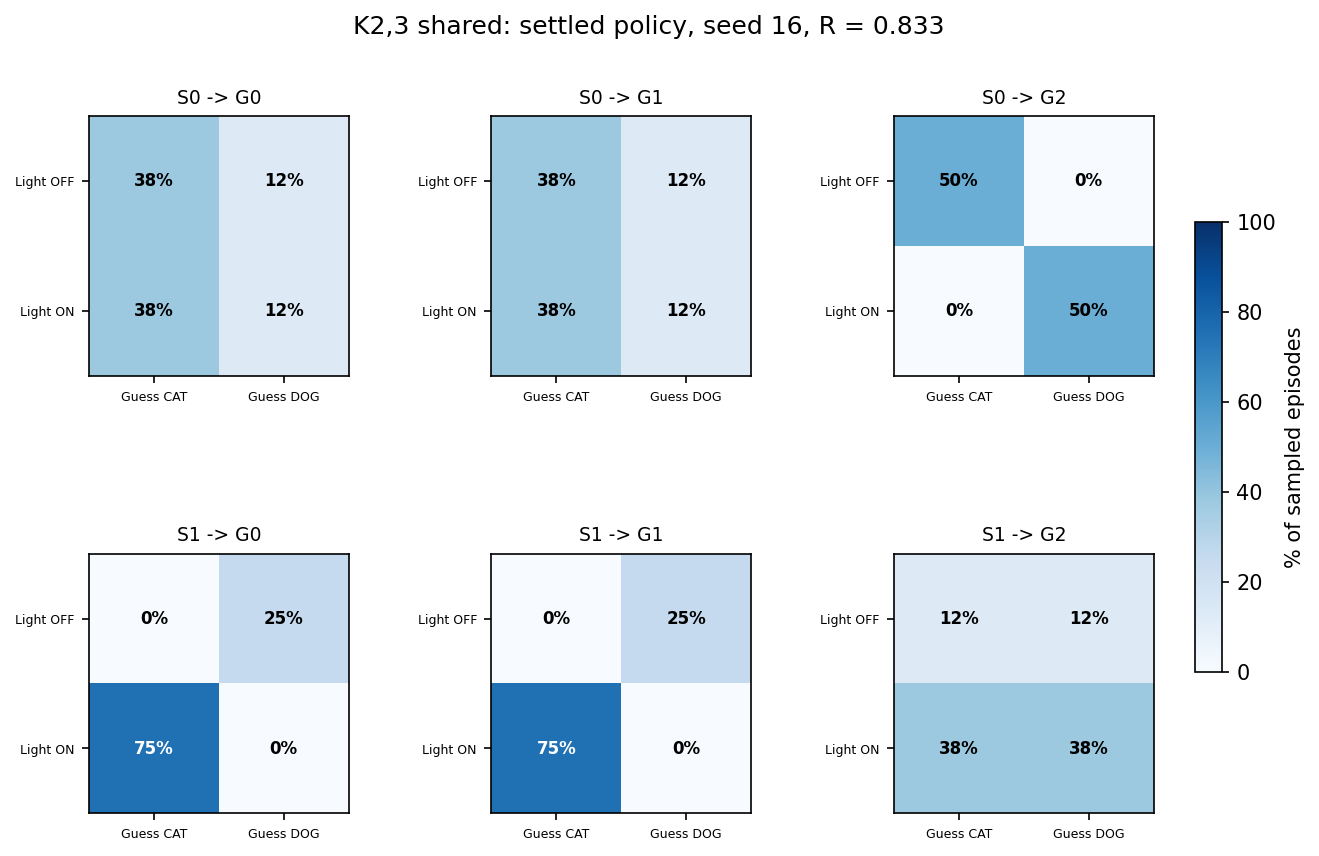 K2,3 shared: settled policy, seed 16, R = 0.833
S0 -> G0
S0 -> G1
S0 -> G2
Light OFF 38% 12%
Light OFF 38% 12%
Light OFF 50% 0%
Light ON 38% 12%
Light ON 38% 12%
Light ON 0% 50%
Guess CAT Guess DOG
Guess CAT Guess DOG
Guess CAT Guess DOG
S1 -> G0
S1 -> G1
S1 -> G2
Light OFF 0% 25%
Light OFF 0% 25%
Light OFF 12% 12%
Light ON 75% 0%
Light ON 75% 0%
Light ON 38% 38%
Guess CAT Guess DOG
Guess CAT Guess DOG
Guess CAT Guess DOG
100
80
60
40
20
0
% of sampled episodes